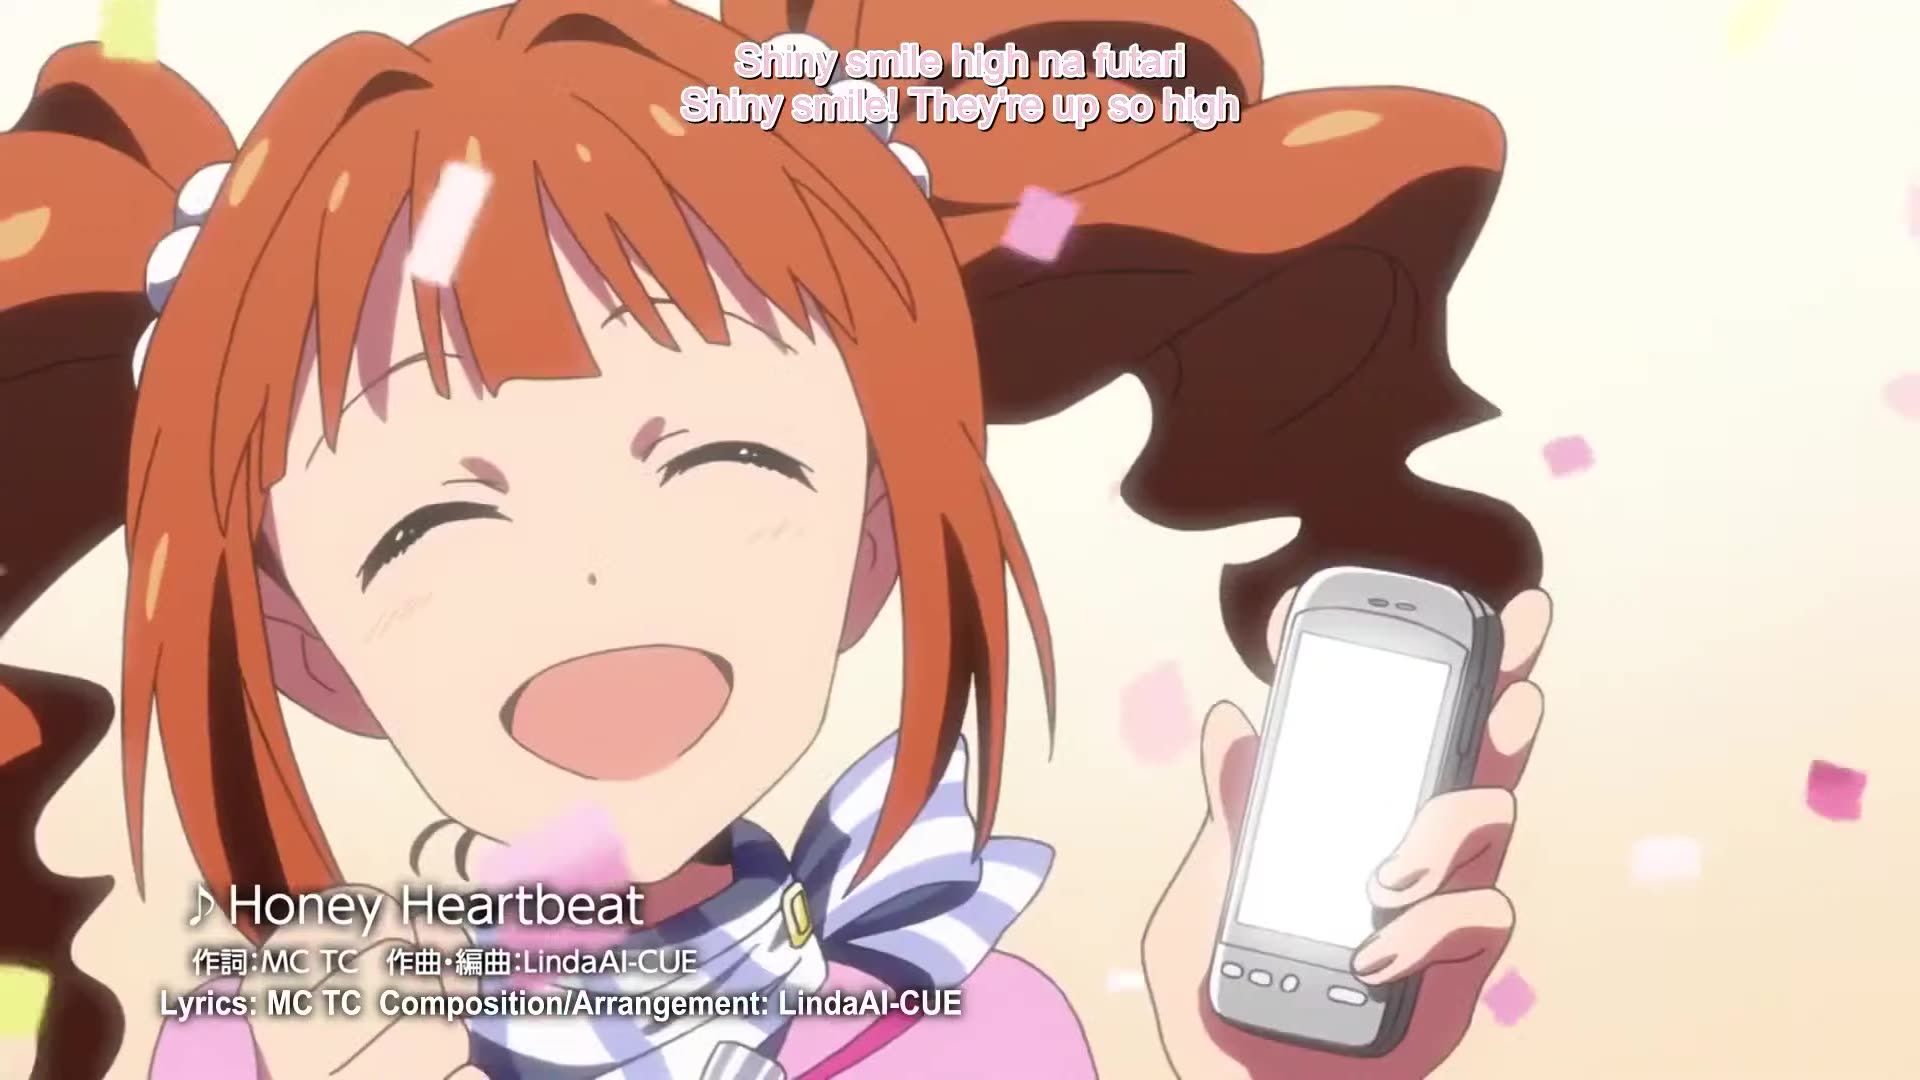 Shiny smile high na futari
Shiny smile! They're up so high
♪Honey Heartbeat
作詞:MC TC 作曲・編曲:LindaAI-CUE
Lyrics: MC TC Composition/Arrangement: LindaAI-CUE